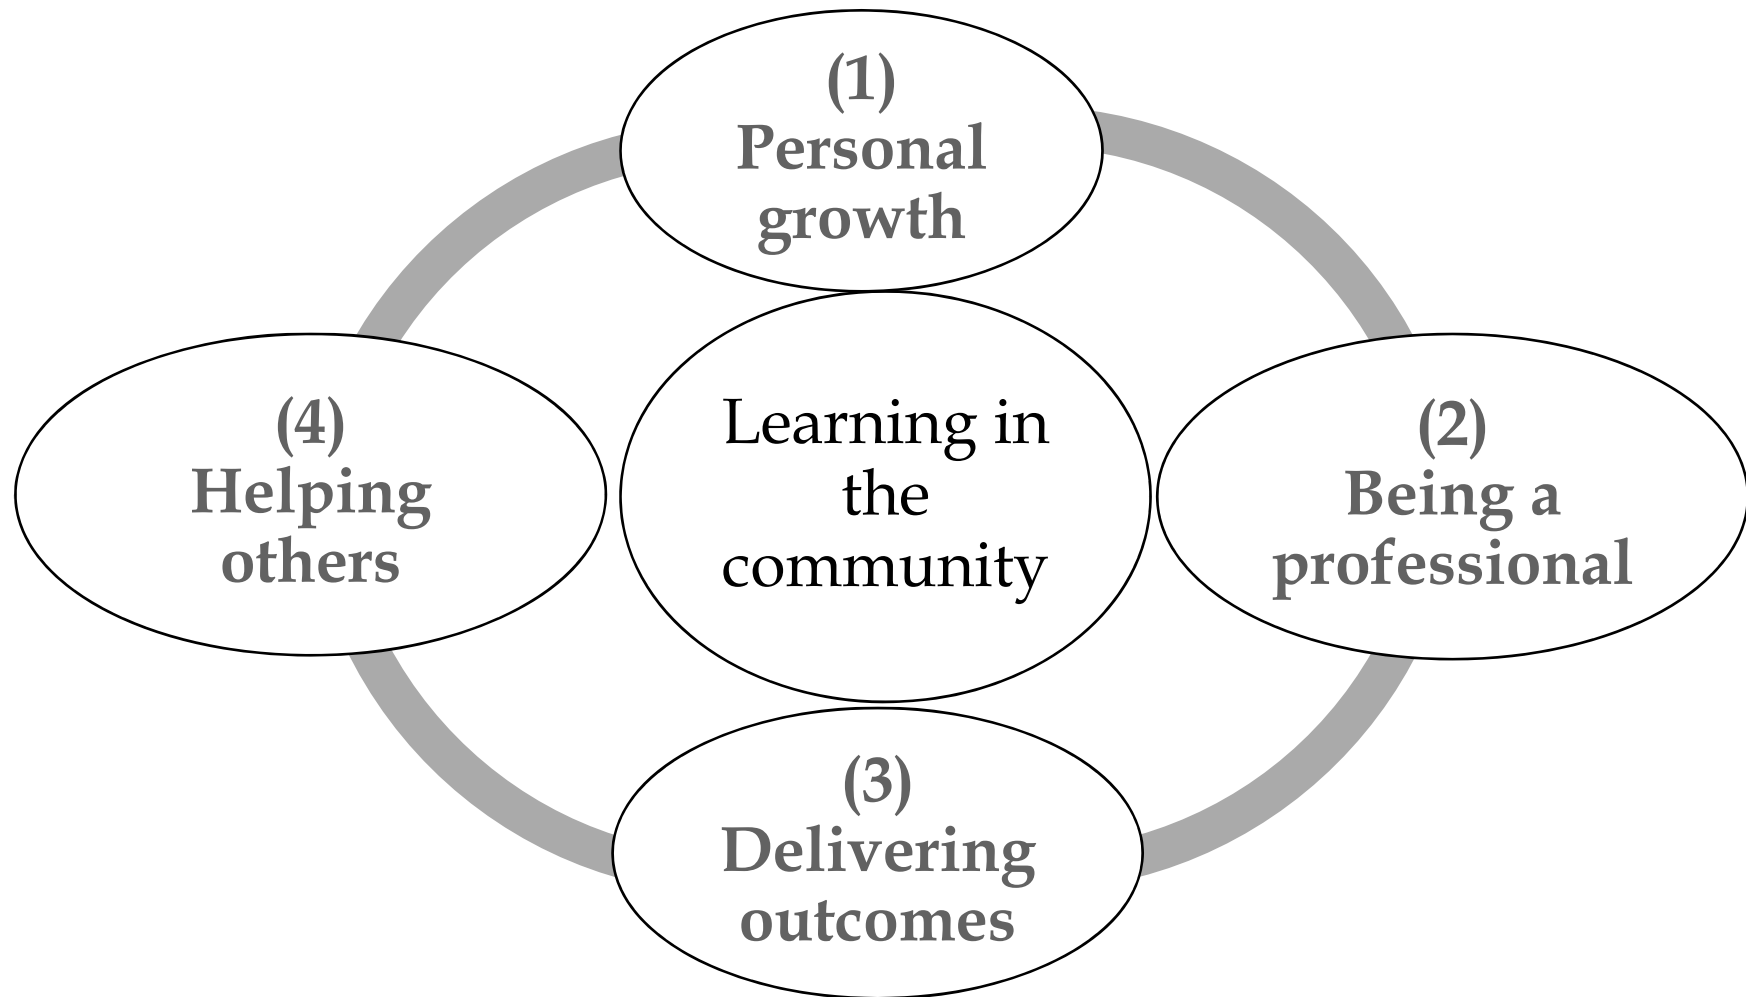 (1)
Personal
growth
(2)
Being a
professional
(3)
Delivering
outcomes
(4)
Helping
others
Learning in
the
community